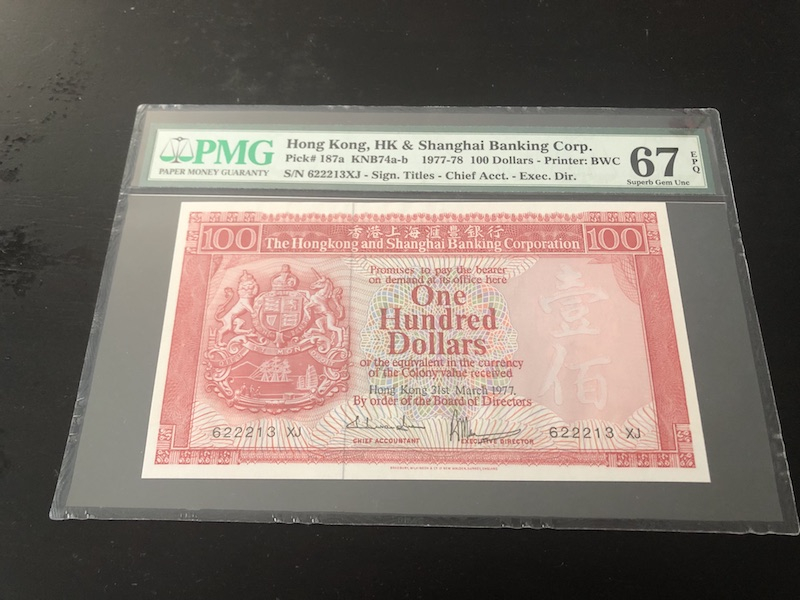 PMG
PAPER MONEY GUARANTY
Hong Kong, HK & Shanghai Banking Corp.
Pick# 187a KNB74a-b 1977-78 100 Dollars - Printer: BWC
S/N 622213XJ - Sign. Titles - Chief Acct. - Exec. Dir.
67 EPQ
Superb Gem Unc
香港上海滙豐銀行
100 The Hongkong and Shanghai Banking Corporation 100
Promises to pay the bearer
on demand at its office here
One
Hundred
Dollars
or the equivalent in the currency
of the Colony value received
Hong Kong 31st March 1977.
By order of the Board of Directors
壹
佰
622213 XJ
CHIEF ACCOUNTANT
EXECUTIVE DIRECTOR
622213 XJ